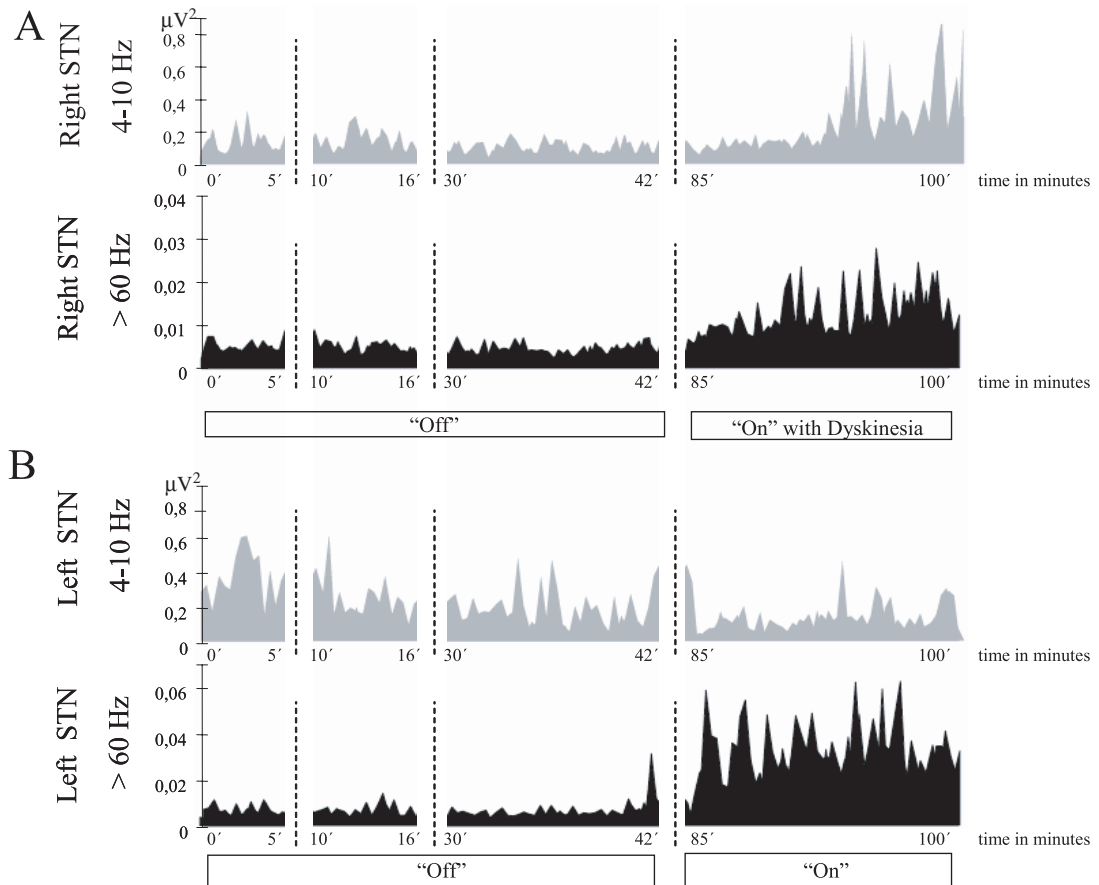 A
µV²
Right STN
4-10 Hz
0,8
0,6
0,4
0,2
0
0´ 5´ 10´ 16´ 30´ 42´ 85´ 100´ time in minutes
Right STN
> 60 Hz
0,04
0,03
0,02
0,01
0
0´ 5´ 10´ 16´ 30´ 42´ 85´ 100´ time in minutes
“Off” “On” with Dyskinesia
B
µV²
Left STN
4-10 Hz
0,8
0,6
0,4
0,2
0
0´ 5´ 10´ 16´ 30´ 42´ 85´ 100´ time in minutes
Left STN
> 60 Hz
0,06
0,04
0,02
0
0´ 5´ 10´ 16´ 30´ 42´ 85´ 100´ time in minutes
“Off” “On”